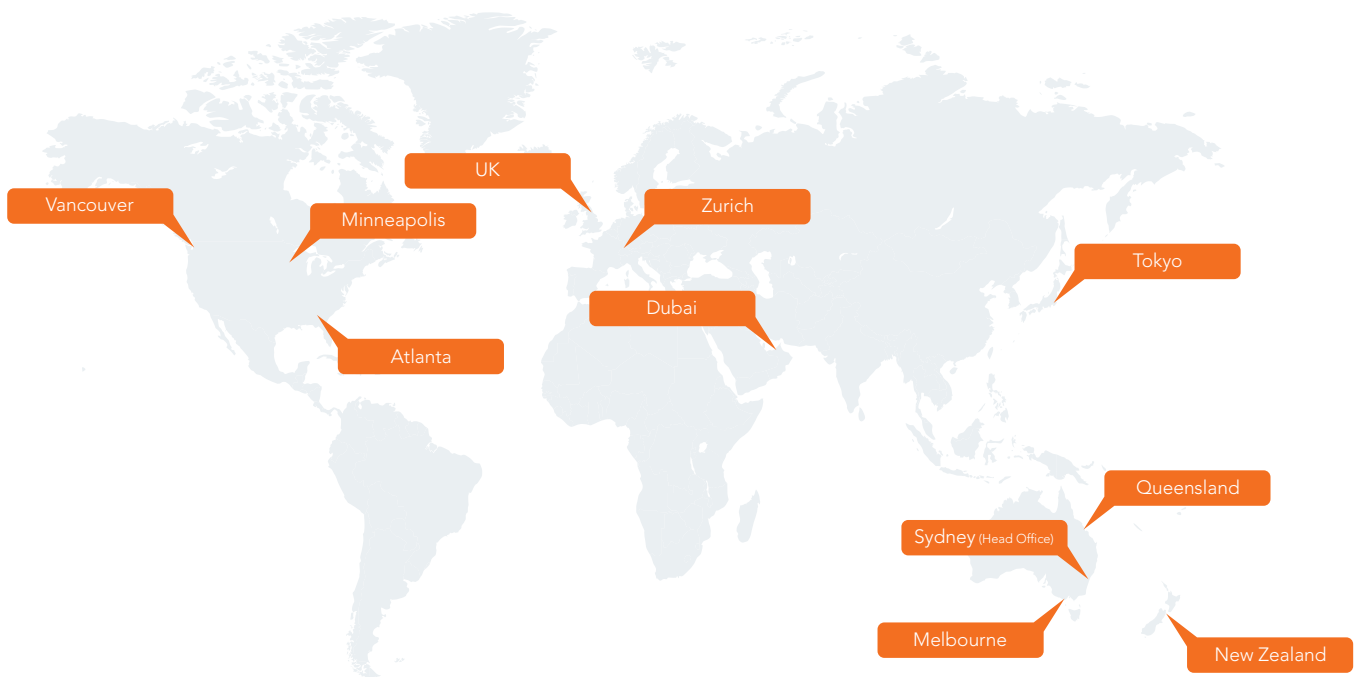 UK
Vancouver
Zurich
Minneapolis
Tokyo
Dubai
Atlanta
Queensland
Sydney (Head Office)
Melbourne
New Zealand